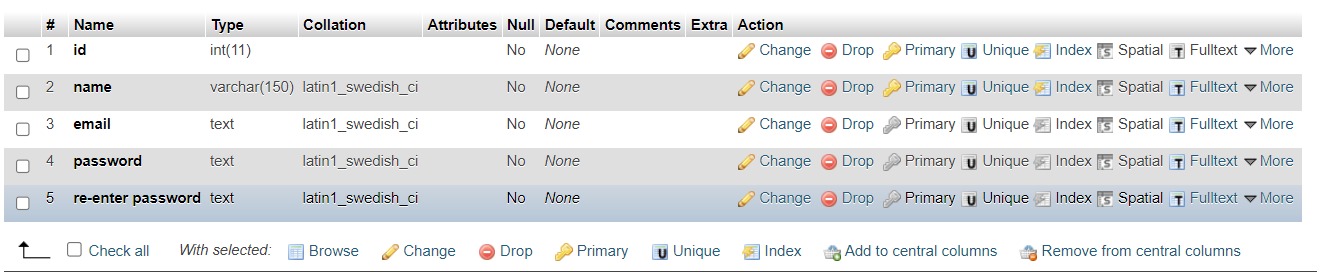 # Name Type Collation Attributes Null Default Comments Extra Action
1 id int(11) No None Change Drop Primary Unique Index Spatial Fulltext More
2 name varchar(150) latin1_swedish_ci No None Change Drop Primary Unique Index Spatial Fulltext More
3 email text latin1_swedish_ci No None Change Drop Primary Unique Index Spatial Fulltext More
4 password text latin1_swedish_ci No None Change Drop Primary Unique Index Spatial Fulltext More
5 re-enter password text latin1_swedish_ci No None Change Drop Primary Unique Index Spatial Fulltext More
Check all With selected: Browse Change Drop Primary Unique Index Add to central columns Remove from central columns